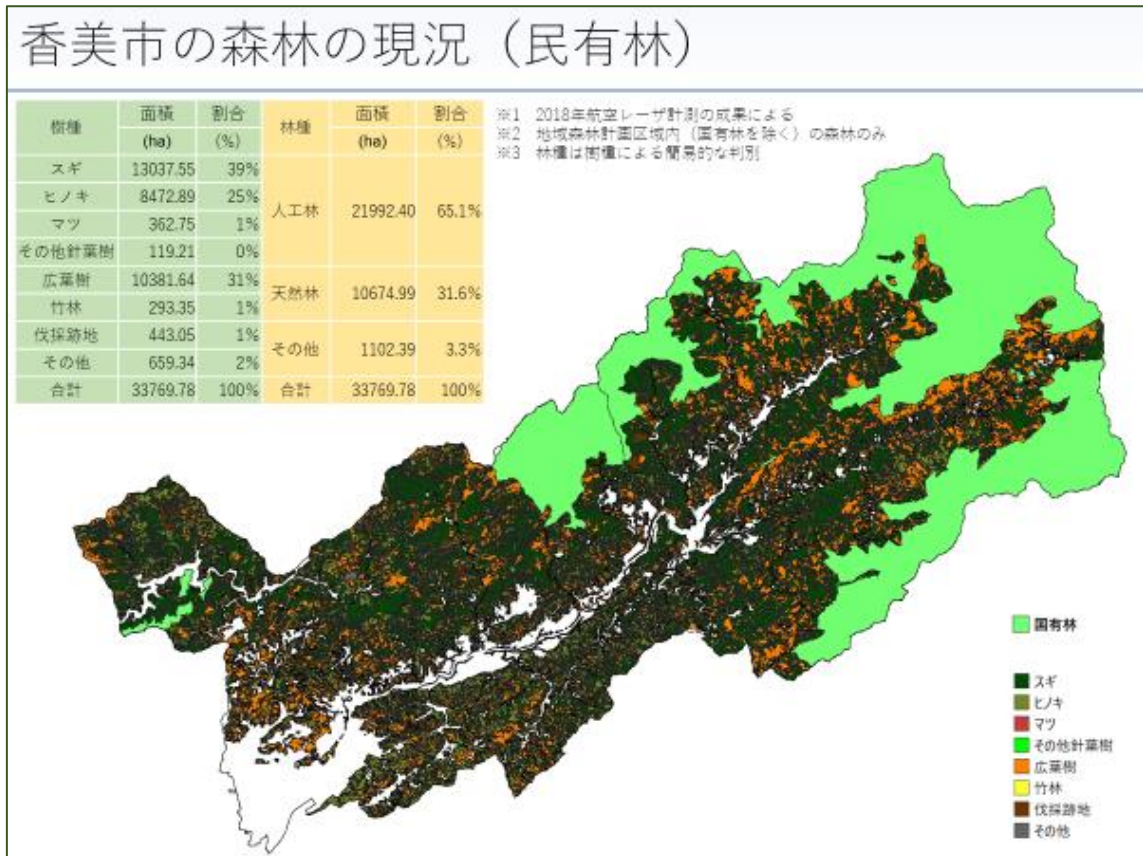 香美市の森林の現況（民有林）
樹種 面積 (ha) 割合 (%) 林種 面積 (ha) 割合 (%)
スギ 13037.55 39%
ヒノキ 8472.89 25%
マツ 362.75 1%
その他針葉樹 119.21 0%
人工林 21992.40 65.1%
広葉樹 10381.64 31%
竹林 293.35 1%
天然林 10674.99 31.6%
伐採跡地 443.05 1%
その他 659.34 2%
その他 1102.39 3.3%
合計 33769.78 100% 合計 33769.78 100%
※1 2018年航空レーザ計測の成果による
※2 地域森林計画区域内（国有林を除く）の森林のみ
※3 林種は樹種による簡易的な判別
国有林
スギ
ヒノキ
マツ
その他針葉樹
広葉樹
竹林
伐採跡地
その他